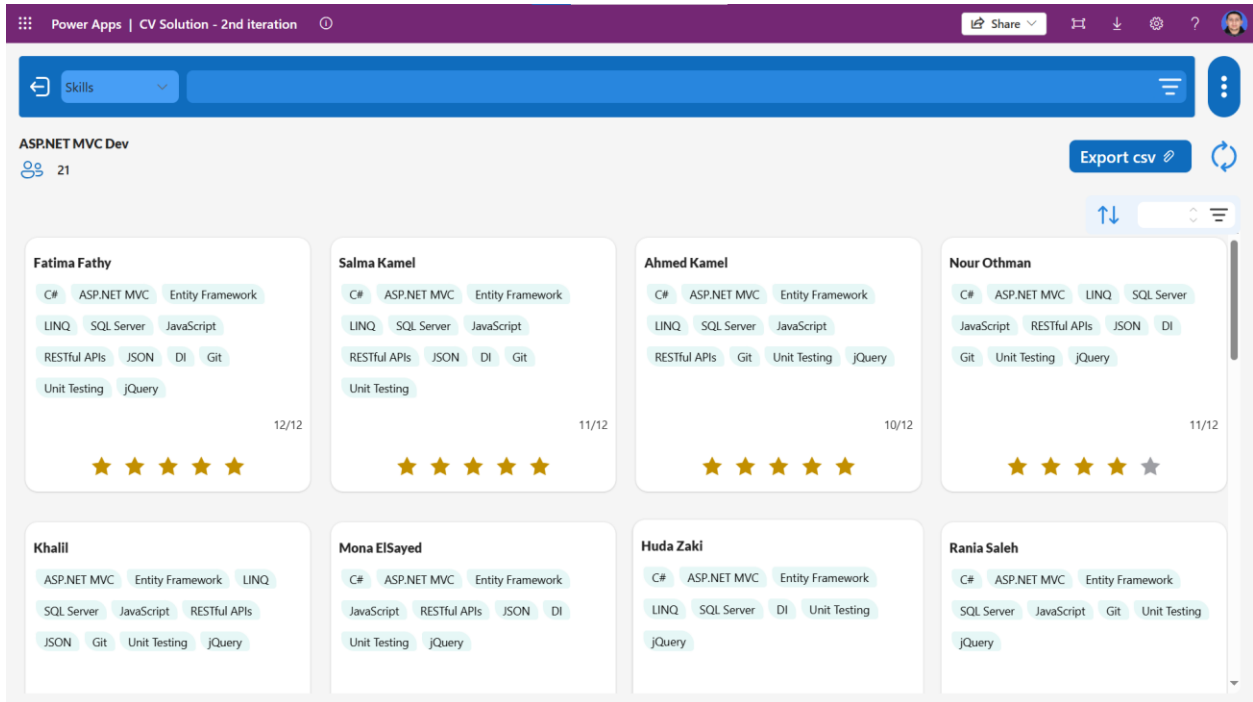 Power Apps | CV Solution - 2nd iteration
Share
?
Skills
ASP.NET MVC Dev
21
Export csv
Fatima Fathy
C# ASP.NET MVC Entity Framework
LINQ SQL Server JavaScript
RESTful APIs JSON DI Git
Unit Testing jQuery
12/12
Salma Kamel
C# ASP.NET MVC Entity Framework
LINQ SQL Server JavaScript
RESTful APIs JSON DI Git
Unit Testing
11/12
Ahmed Kamel
C# ASP.NET MVC Entity Framework
LINQ SQL Server JavaScript
RESTful APIs Git Unit Testing jQuery
10/12
Nour Othman
C# ASP.NET MVC LINQ SQL Server
JavaScript RESTful APIs JSON DI
Git Unit Testing jQuery
11/12
Khalil
ASP.NET MVC Entity Framework LINQ
SQL Server JavaScript RESTful APIs
JSON Git Unit Testing jQuery
Mona ElSayed
C# ASP.NET MVC Entity Framework
JavaScript RESTful APIs JSON DI
Unit Testing jQuery
Huda Zaki
C# ASP.NET MVC Entity Framework
LINQ SQL Server DI Unit Testing
jQuery
Rania Saleh
C# ASP.NET MVC Entity Framework
SQL Server JavaScript Git Unit Testing
jQuery